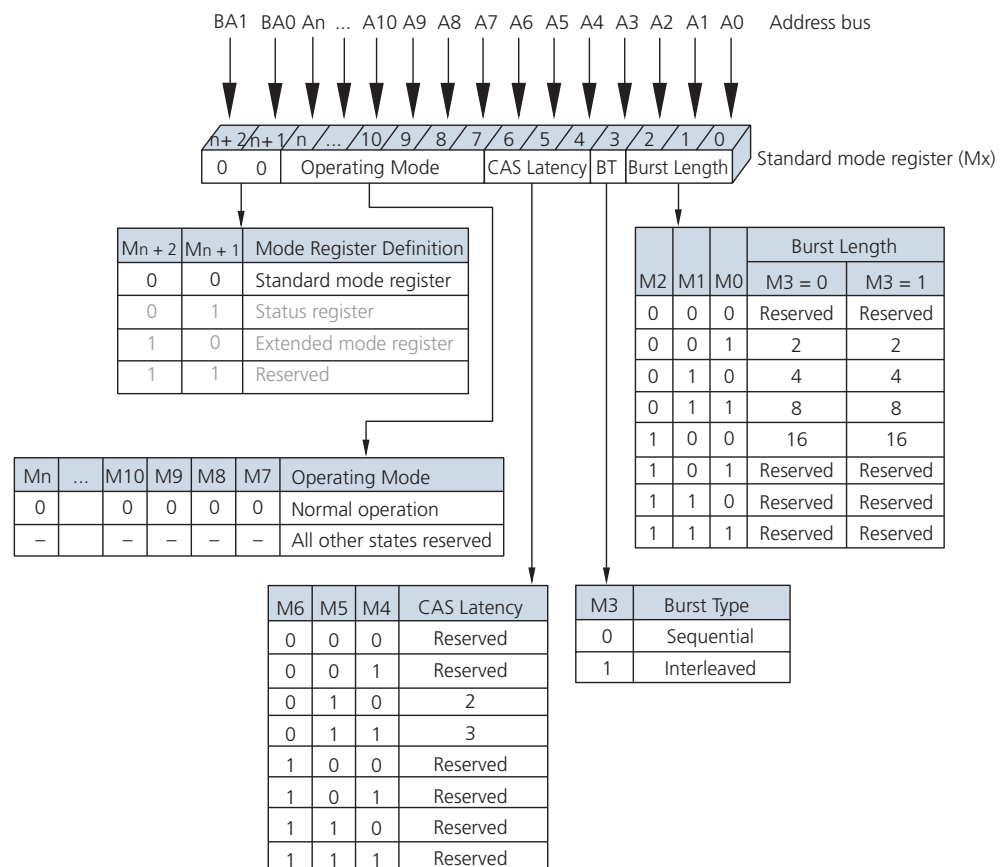 BA1 BA0 An ... A10 A9 A8 A7 A6 A5 A4 A3 A2 A1 A0 Address bus
n+ 2 n+ 1 n ... 10 9 8 7 6 5 4 3 2 1 0
0 0 Operating Mode CAS Latency BT Burst Length
Standard mode register (Mx)
Mn + 2 Mn + 1 Mode Register Definition
0 0 Standard mode register
0 1 Status register
1 0 Extended mode register
1 1 Reserved
Burst Length
M2 M1 M0 M3 = 0 M3 = 1
0 0 0 Reserved Reserved
0 0 1 2 2
0 1 0 4 4
0 1 1 8 8
1 0 0 16 16
1 0 1 Reserved Reserved
1 1 0 Reserved Reserved
1 1 1 Reserved Reserved
Mn ... M10 M9 M8 M7 Operating Mode
0 0 0 0 0 Normal operation
– – – – – All other states reserved
M6 M5 M4 CAS Latency
0 0 0 Reserved
0 0 1 Reserved
0 1 0 2
0 1 1 3
1 0 0 Reserved
1 0 1 Reserved
1 1 0 Reserved
1 1 1 Reserved
M3 Burst Type
0 Sequential
1 Interleaved